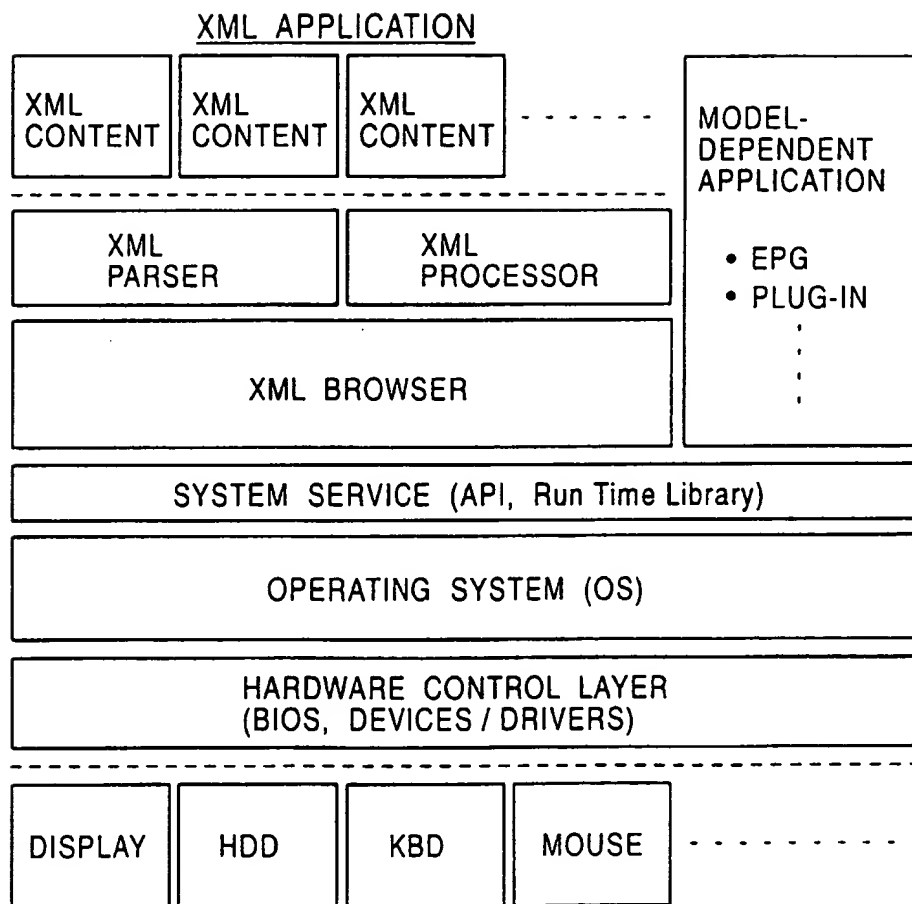 XML APPLICATION
XML CONTENT
XML CONTENT
XML CONTENT
MODEL-
DEPENDENT
APPLICATION
• EPG
• PLUG-IN
XML
PARSER
XML
PROCESSOR
XML BROWSER
SYSTEM SERVICE (API, Run Time Library)
OPERATING SYSTEM (OS)
HARDWARE CONTROL LAYER
(BIOS, DEVICES / DRIVERS)
DISPLAY
HDD
KBD
MOUSE